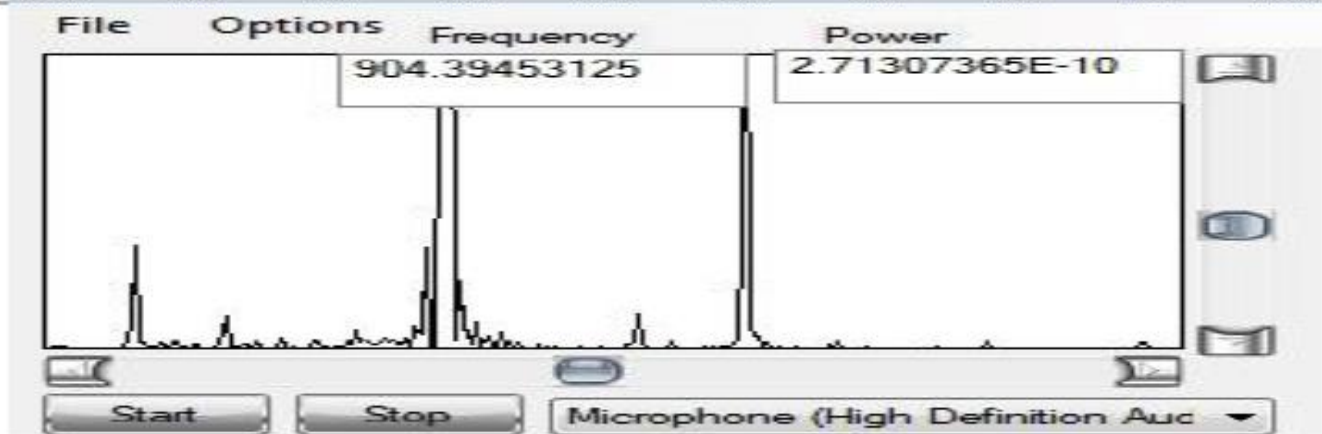 File Options Frequency Power
904.39453125 2.71307365E-10
Start Stop Microphone (High Definition Auc